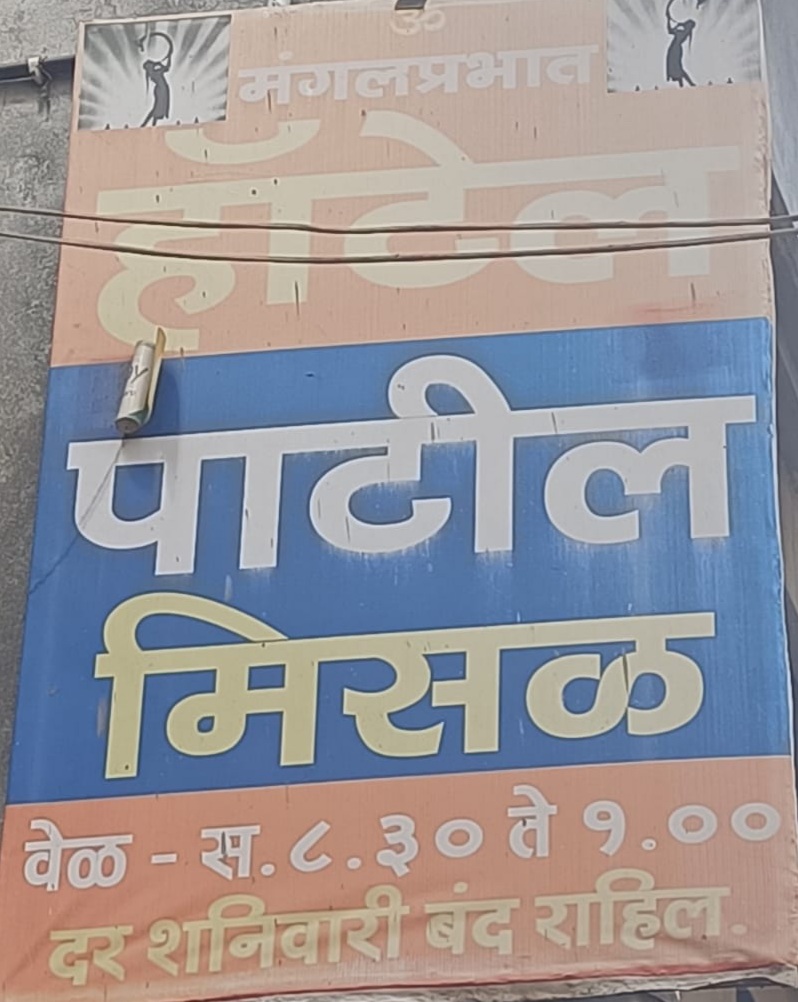 ॐ
मंगलप्रभात
हॉटेल
पाटील
मिसळ
वेळ - स.८.३० ते १.००
दर शनिवारी बंद राहिल.